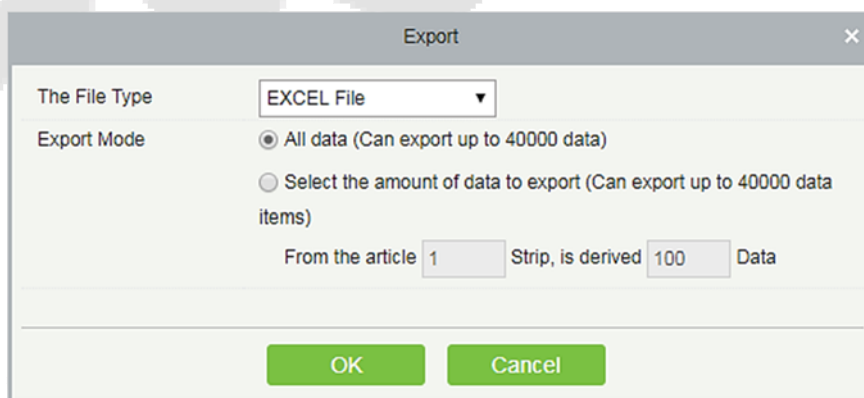 Export ×
The File Type EXCEL File ▼
Export Mode All data (Can export up to 40000 data)
Select the amount of data to export (Can export up to 40000 data
items)
From the article 1 Strip, is derived 100 Data
OK Cancel